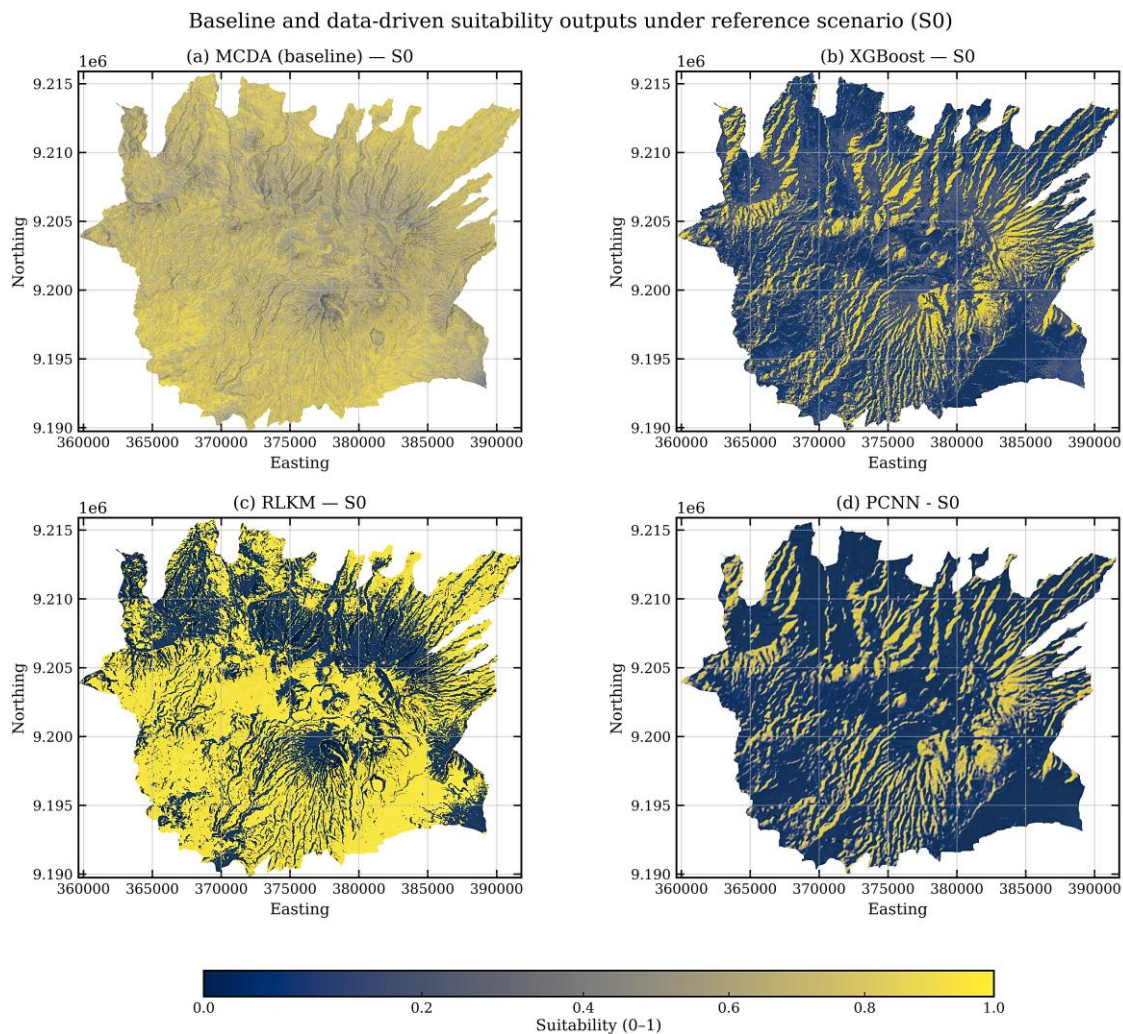 Baseline and data-driven suitability outputs under reference scenario (S0)
(a) MCDA (baseline) — S0
1e6
9.215
9.210
9.205
9.200
9.195
9.190
Northing
360000 365000 370000 375000 380000 385000 390000
Easting
(b) XGBoost — S0
1e6
9.215
9.210
9.205
9.200
9.195
9.190
Northing
360000 365000 370000 375000 380000 385000 390000
Easting
(c) RLKM — S0
1e6
9.215
9.210
9.205
9.200
9.195
9.190
Northing
360000 365000 370000 375000 380000 385000 390000
Easting
(d) PCNN - S0
1e6
9.215
9.210
9.205
9.200
9.195
9.190
Northing
360000 365000 370000 375000 380000 385000 390000
Easting
0.0 0.2 0.4 0.6 0.8 1.0
Suitability (0–1)